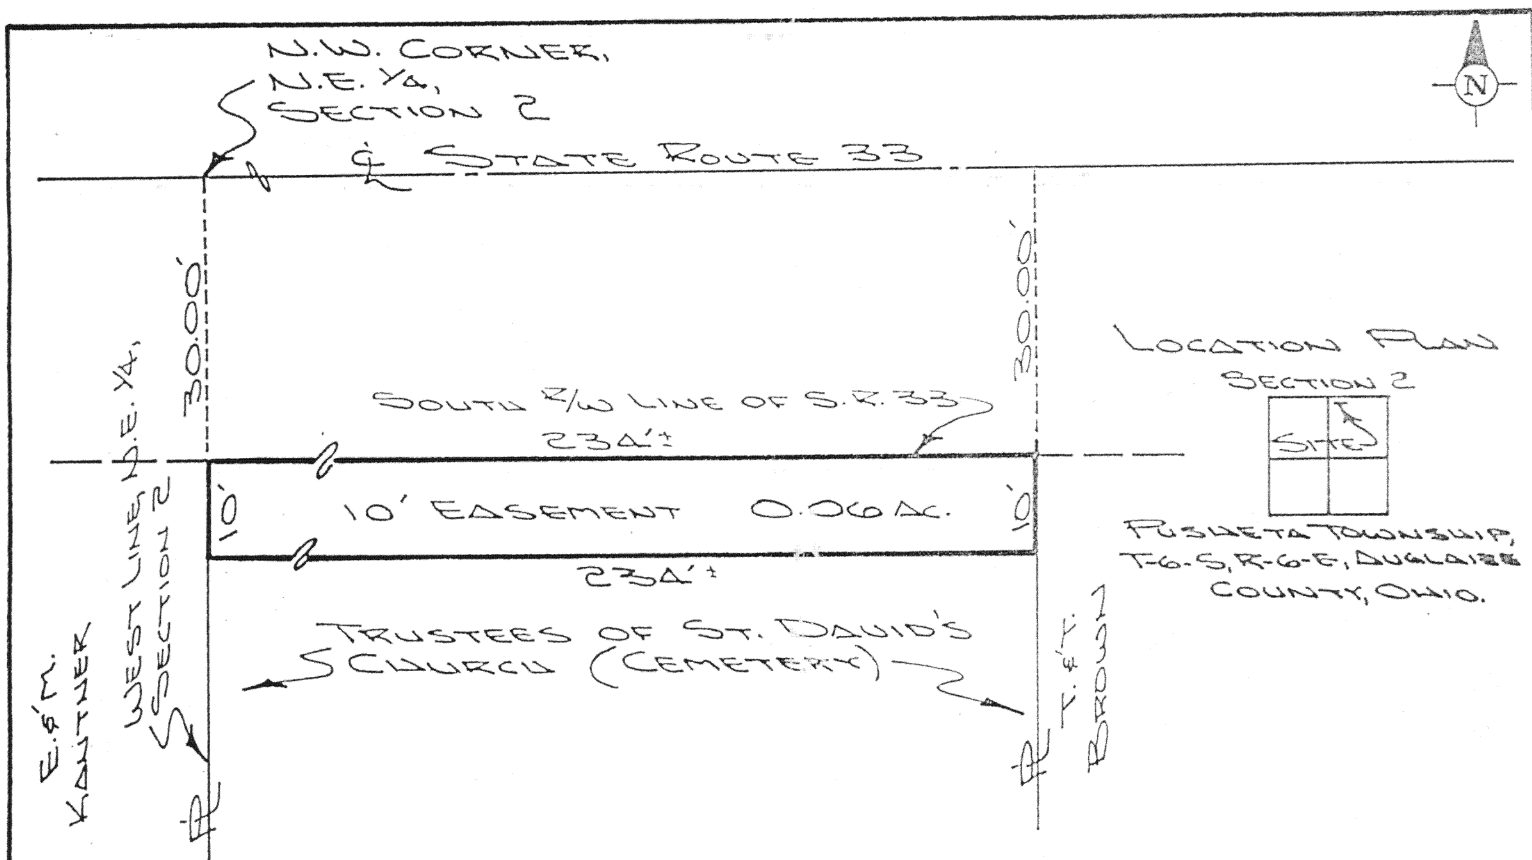 N.W. CORNER,
N.E. 1/4,
SECTION 2
N
℄ STATE ROUTE 33
30.00'
30.00'
WEST LINE, N.E. 1/4,
SECTION 2
SOUTH R/W LINE OF S.R. 33
234'±
10'
10' EASEMENT 0.06 AC.
10'
234'±
LOCATION PLAN
SECTION 2
SITE
PUSHETA TOWNSHIP,
T-6-S, R-6-E, AUGLAIZE
COUNTY, OHIO.
TRUSTEES OF ST. DAVID'S
CHURCH (CEMETERY)
E. & M.
KANTNER
T. & T.
BROWN
PL
PL